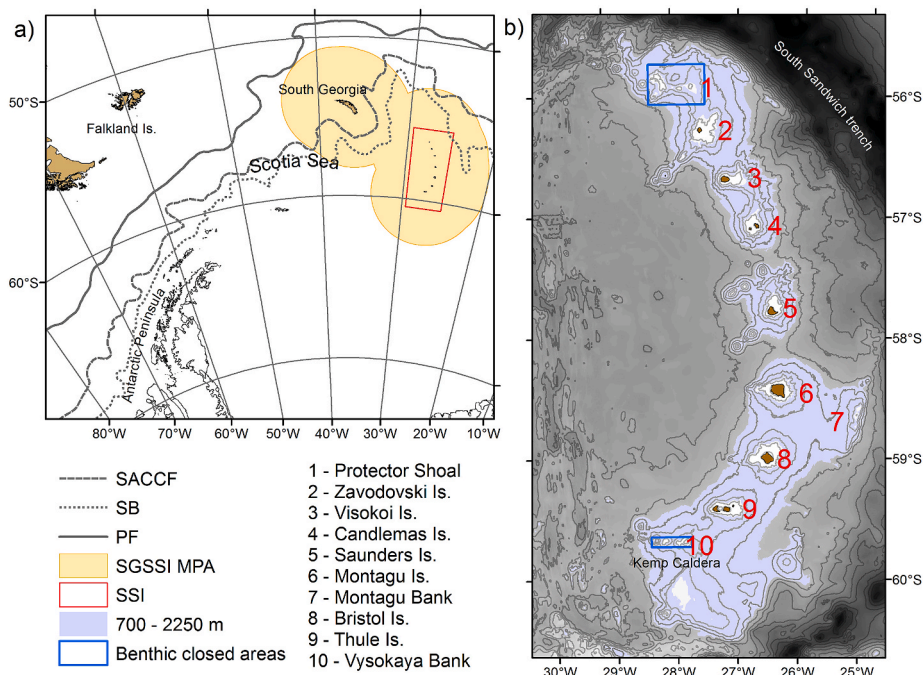 a)
South Georgia
50°S
Falkland Is.
Scotia Sea
60°S
Antarctic Peninsula
80°W 70°W 60°W 50°W 40°W 30°W 20°W 10°W
SACCF
SB
PF
SGSSI MPA
SSI
700 - 2250 m
Benthic closed areas
1 - Protector Shoal
2 - Zavodovski Is.
3 - Visokoi Is.
4 - Candlemas Is.
5 - Saunders Is.
6 - Montagu Is.
7 - Montagu Bank
8 - Bristol Is.
9 - Thule Is.
10 - Vysokaya Bank
b)
South Sandwich trench
1
56°S
2
3
57°S
4
5
58°S
6
7
8
59°S
9
10
Kemp Caldera
60°S
30°W 29°W 28°W 27°W 26°W 25°W